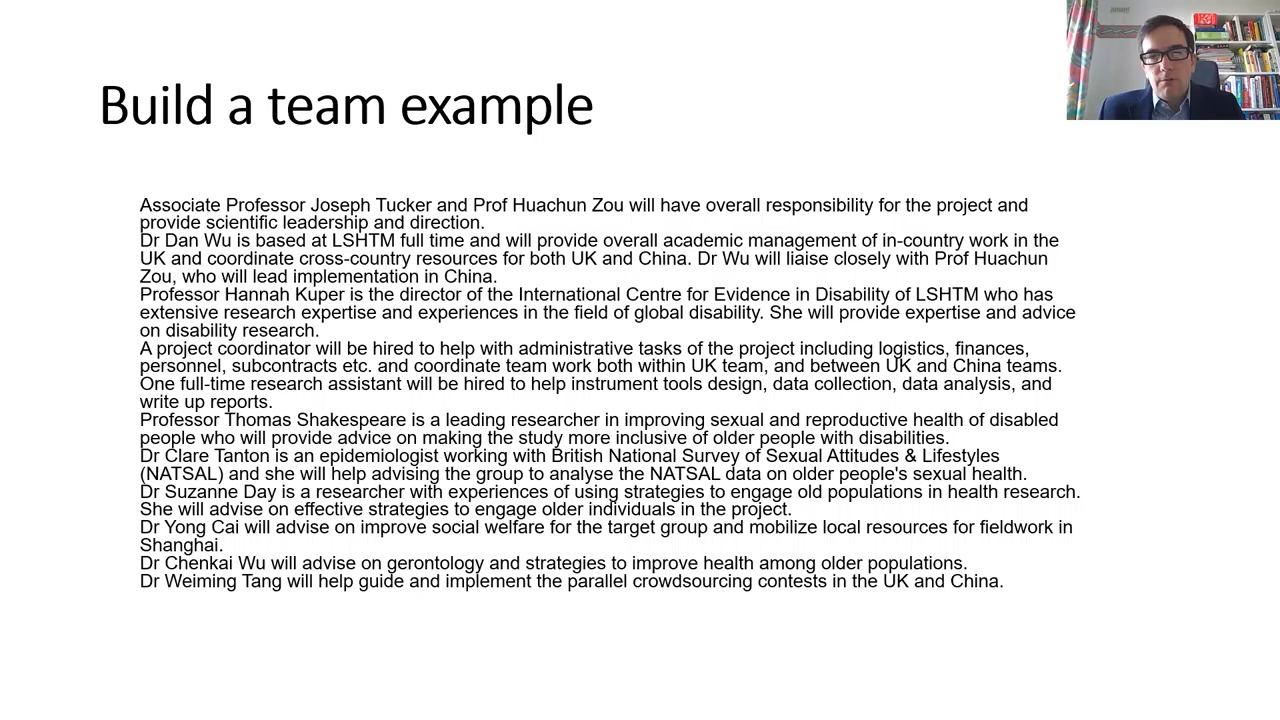 Build a team example
Associate Professor Joseph Tucker and Prof Huachun Zou will have overall responsibility for the project and
provide scientific leadership and direction.
Dr Dan Wu is based at LSHTM full time and will provide overall academic management of in-country work in the
UK and coordinate cross-country resources for both UK and China. Dr Wu will liaise closely with Prof Huachun
Zou, who will lead implementation in China.
Professor Hannah Kuper is the director of the International Centre for Evidence in Disability of LSHTM who has
extensive research expertise and experiences in the field of global disability. She will provide expertise and advice
on disability research.
A project coordinator will be hired to help with administrative tasks of the project including logistics, finances,
personnel, subcontracts etc. and coordinate team work both within UK team, and between UK and China teams.
One full-time research assistant will be hired to help instrument tools design, data collection, data analysis, and
write up reports.
Professor Thomas Shakespeare is a leading researcher in improving sexual and reproductive health of disabled
people who will provide advice on making the study more inclusive of older people with disabilities.
Dr Clare Tanton is an epidemiologist working with British National Survey of Sexual Attitudes & Lifestyles
(NATSAL) and she will help advising the group to analyse the NATSAL data on older people's sexual health.
Dr Suzanne Day is a researcher with experiences of using strategies to engage old populations in health research.
She will advise on effective strategies to engage older individuals in the project.
Dr Yong Cai will advise on improve social welfare for the target group and mobilize local resources for fieldwork in
Shanghai.
Dr Chenkai Wu will advise on gerontology and strategies to improve health among older populations.
Dr Weiming Tang will help guide and implement the parallel crowdsourcing contests in the UK and China.